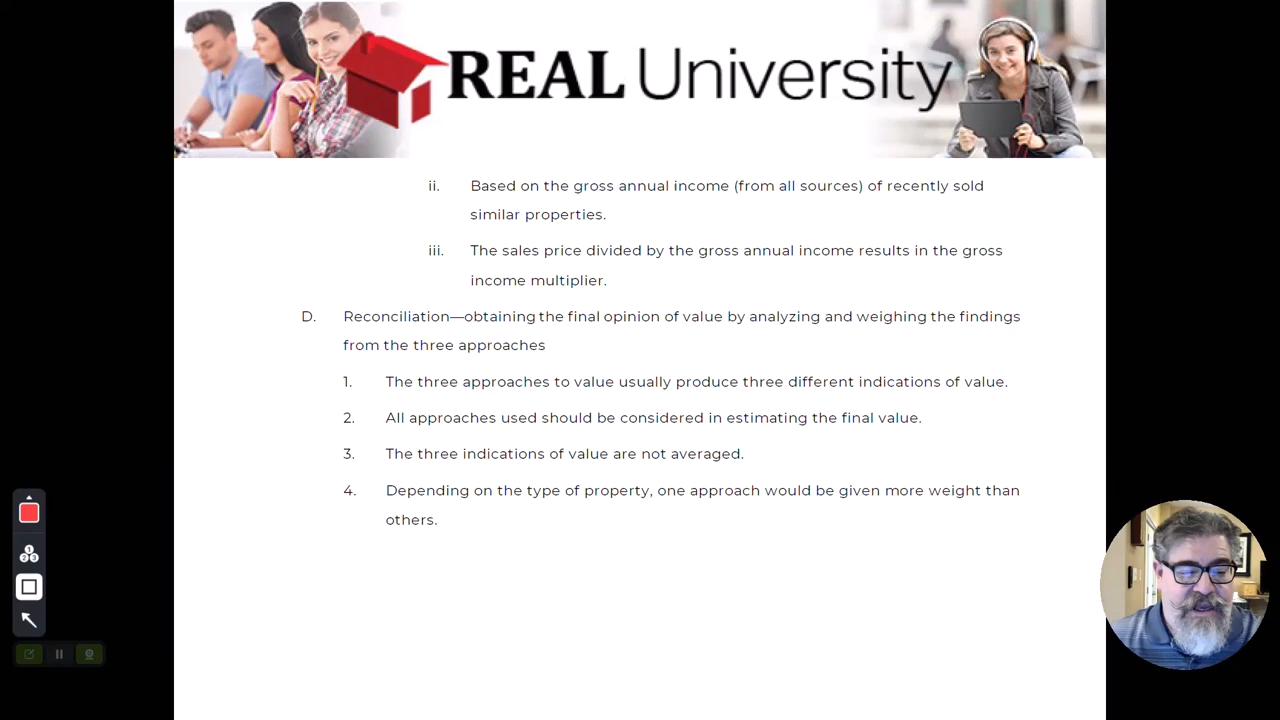 REAL University
ii. Based on the gross annual income (from all sources) of recently sold
similar properties.
iii. The sales price divided by the gross annual income results in the gross
income multiplier.
D. Reconciliation—obtaining the final opinion of value by analyzing and weighing the findings
from the three approaches
1. The three approaches to value usually produce three different indications of value.
2. All approaches used should be considered in estimating the final value.
3. The three indications of value are not averaged.
4. Depending on the type of property, one approach would be given more weight than
others.